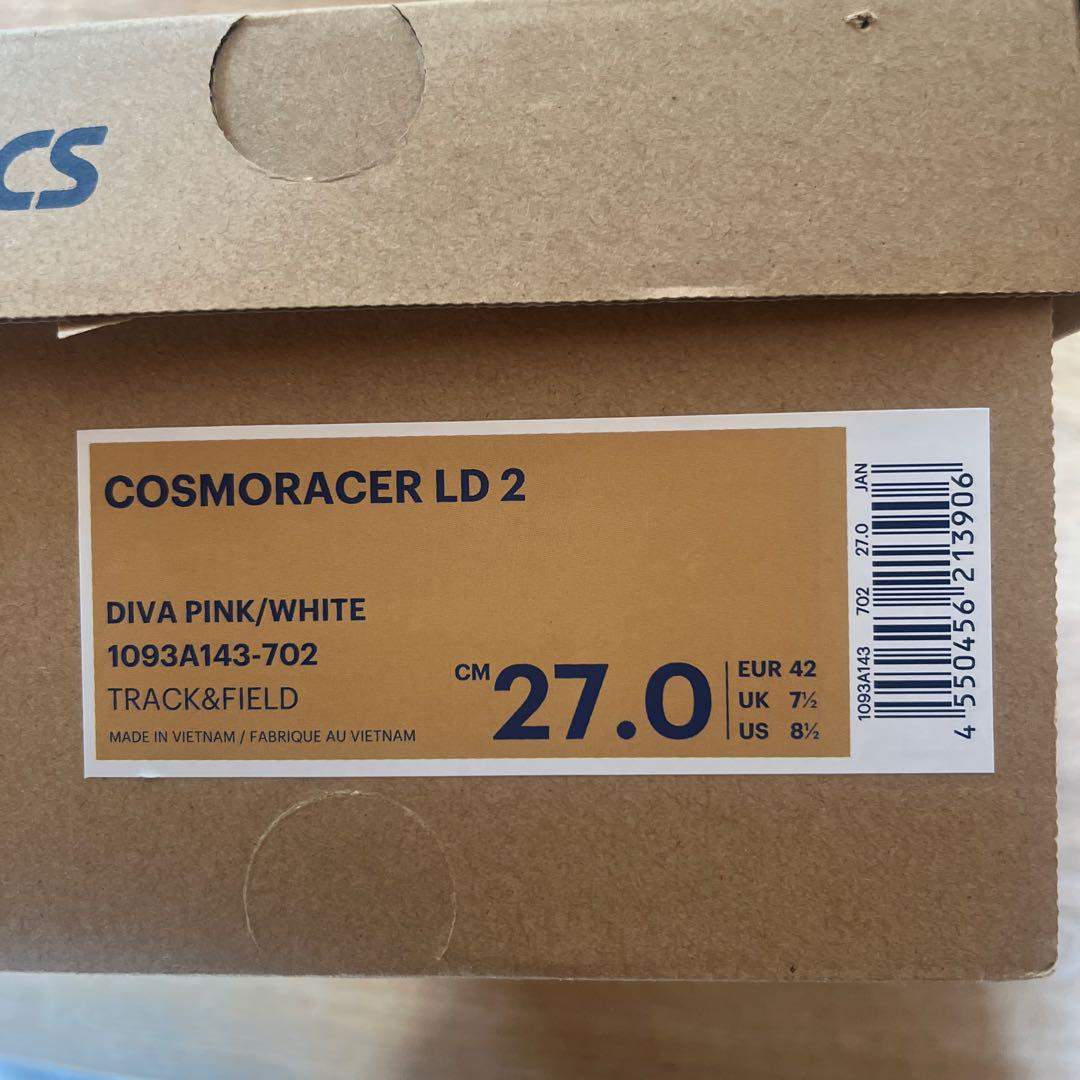 CS
COSMORACER LD 2
DIVA PINK/WHITE
1093A143-702
TRACK&FIELD
MADE IN VIETNAM / FABRIQUE AU VIETNAM
CM 27.0
EUR 42
UK 7½
US 8½
1093A143 702 27.0 JAN
4 550456 213906